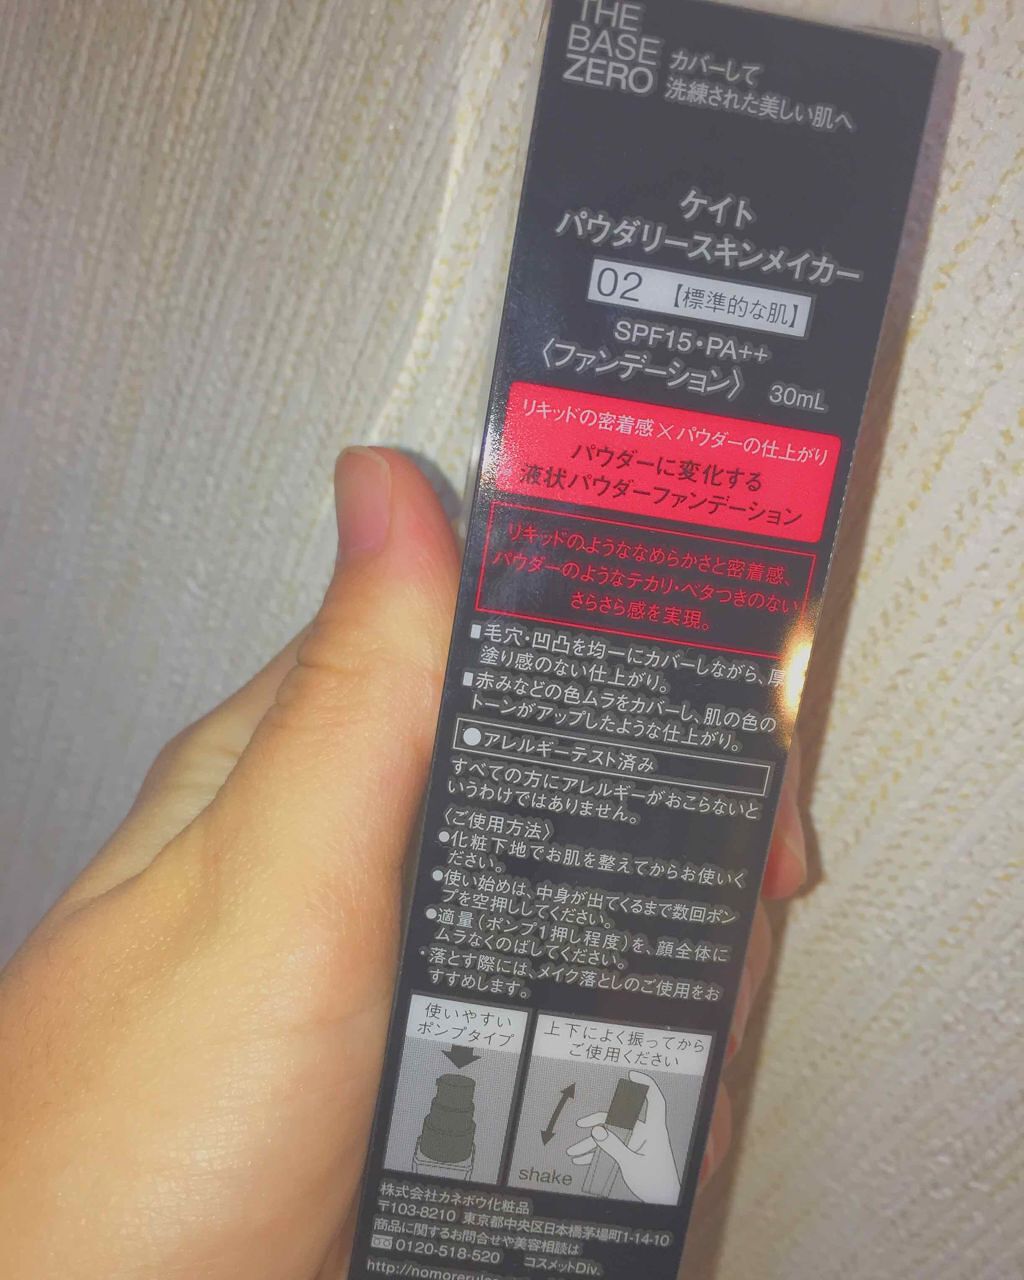 THE
BASE
ZERO
カバーして
洗練された美しい肌へ
ケイト
パウダリースキンメイカー
02 【標準的な肌】
SPF15・PA++
〈ファンデーション〉 30mL
リキッドの密着感×パウダーの仕上がり
パウダーに変化する
液状パウダーファンデーション
リキッドのようななめらかさと密着感、
パウダーのようなテカリ・ベタつきのない
さらさら感を実現。
■毛穴・凹凸を均一にカバーしながら、厚
塗り感のない仕上がり。
■赤みなどの色ムラをカバーし、肌の色の
トーンがアップしたような仕上がり。
●アレルギーテスト済み
すべての方にアレルギーがおこらないと
いうわけではありません。
〈ご使用方法〉
●化粧下地でお肌を整えてからお使いく
ださい。
●使い始めは、中身が出てくるまで数回ポン
プを空押ししてください。
●適量(ポンプ1押し程度)を、顔全体に
ムラなくのばしてください。
・落とす際には、メイク落としのご使用をお
すすめします。
使いやすい
ポンプタイプ
上下によく振ってから
ご使用ください
shake
株式会社カネボウ化粧品
〒103-8210 東京都中央区日本橋茅場町1-14-10
商品に関するお問合せや美容相談は
0120-518-520 コスメットDiv.